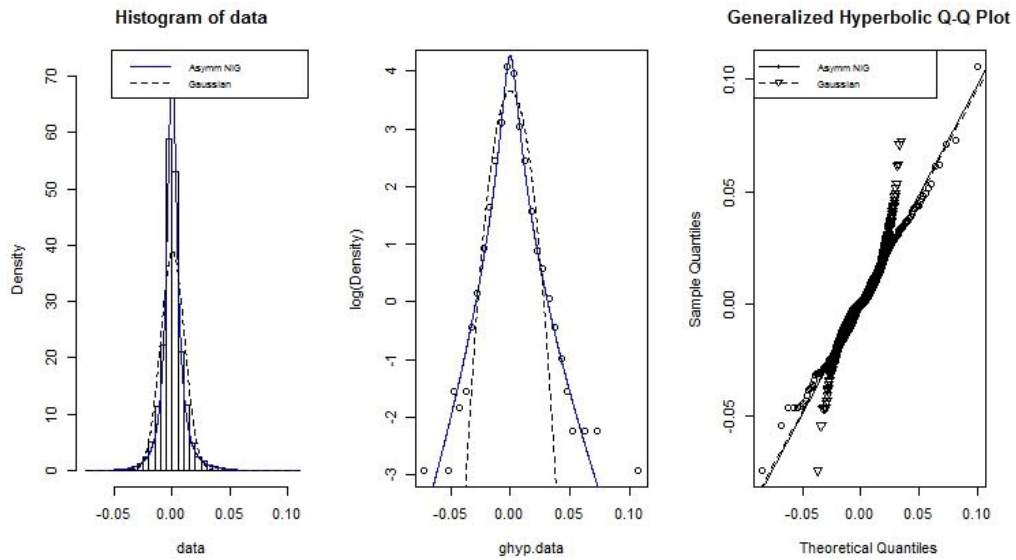 Histogram of data
Density
0
10
20
30
40
50
60
70
Asymm NIG
Gaussian
-0.05
0.00
0.05
0.10
data
log(Density)
-3
-2
-1
0
1
2
3
4
-0.05
0.00
0.05
0.10
ghyp.data
Generalized Hyperbolic Q-Q Plot
Sample Quantiles
-0.05
0.00
0.05
0.10
Asymm NIG
Gaussian
-0.05
0.00
0.05
0.10
Theoretical Quantiles